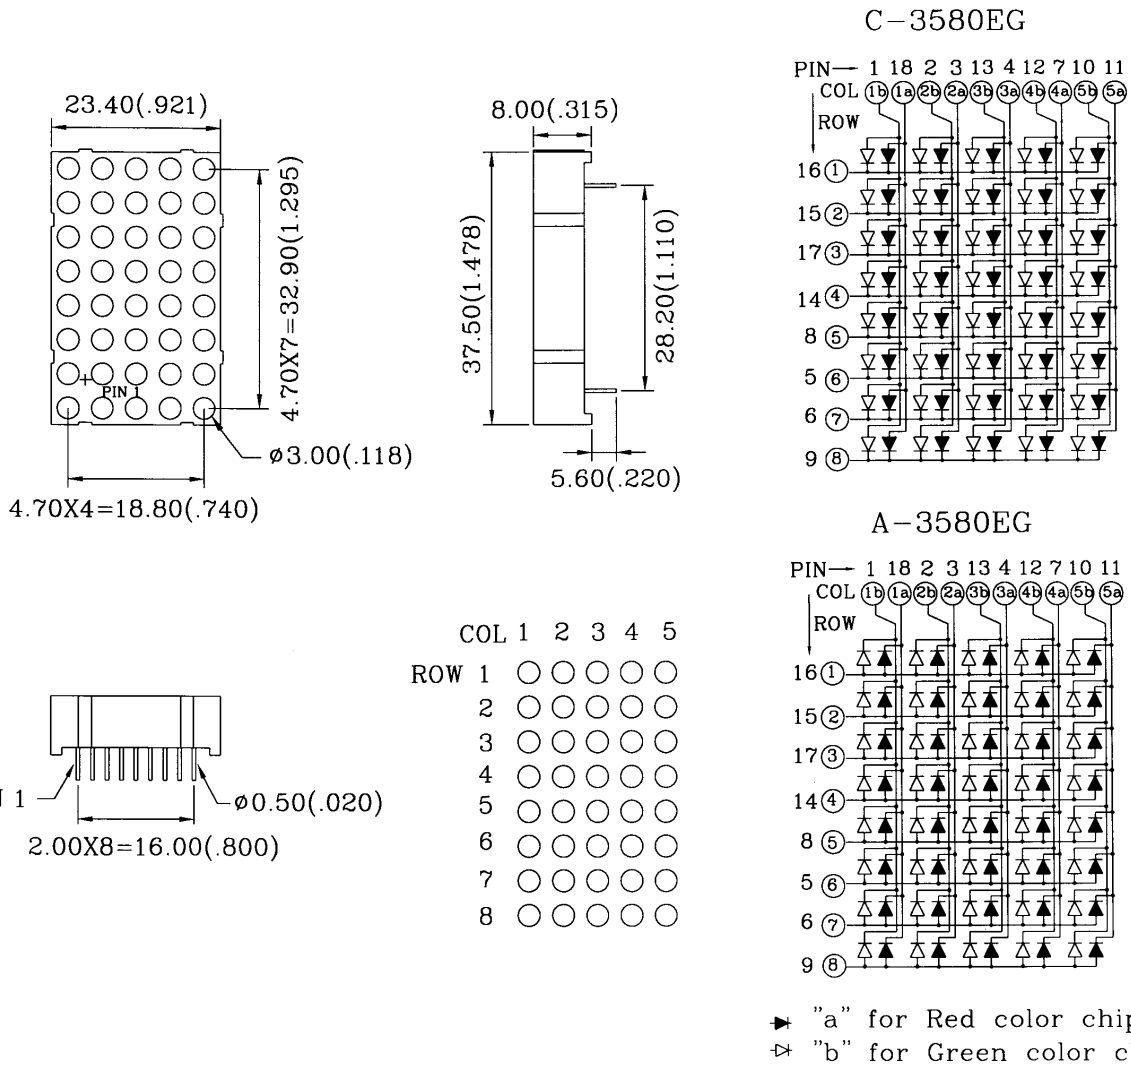 23.40(.921)
4.70X7=32.90(1.295)
PIN 1
ø3.00(.118)
4.70X4=18.80(.740)
8.00(.315)
37.50(1.478)
28.20(1.110)
5.60(.220)
C-3580EG
PIN→ 1 18 2 3 13 4 12 7 10 11
COL 1b 1a 2b 2a 3b 3a 4b 4a 5b 5a
ROW
16 1
15 2
17 3
14 4
8 5
5 6
6 7
9 8
1
ø0.50(.020)
2.00X8=16.00(.800)
COL 1 2 3 4 5
ROW 1
2
3
4
5
6
7
8
A-3580EG
PIN→ 1 18 2 3 13 4 12 7 10 11
COL 1b 1a 2b 2a 3b 3a 4b 4a 5b 5a
ROW
16 1
15 2
17 3
14 4
8 5
5 6
6 7
9 8
"a" for Red color chip
"b" for Green color